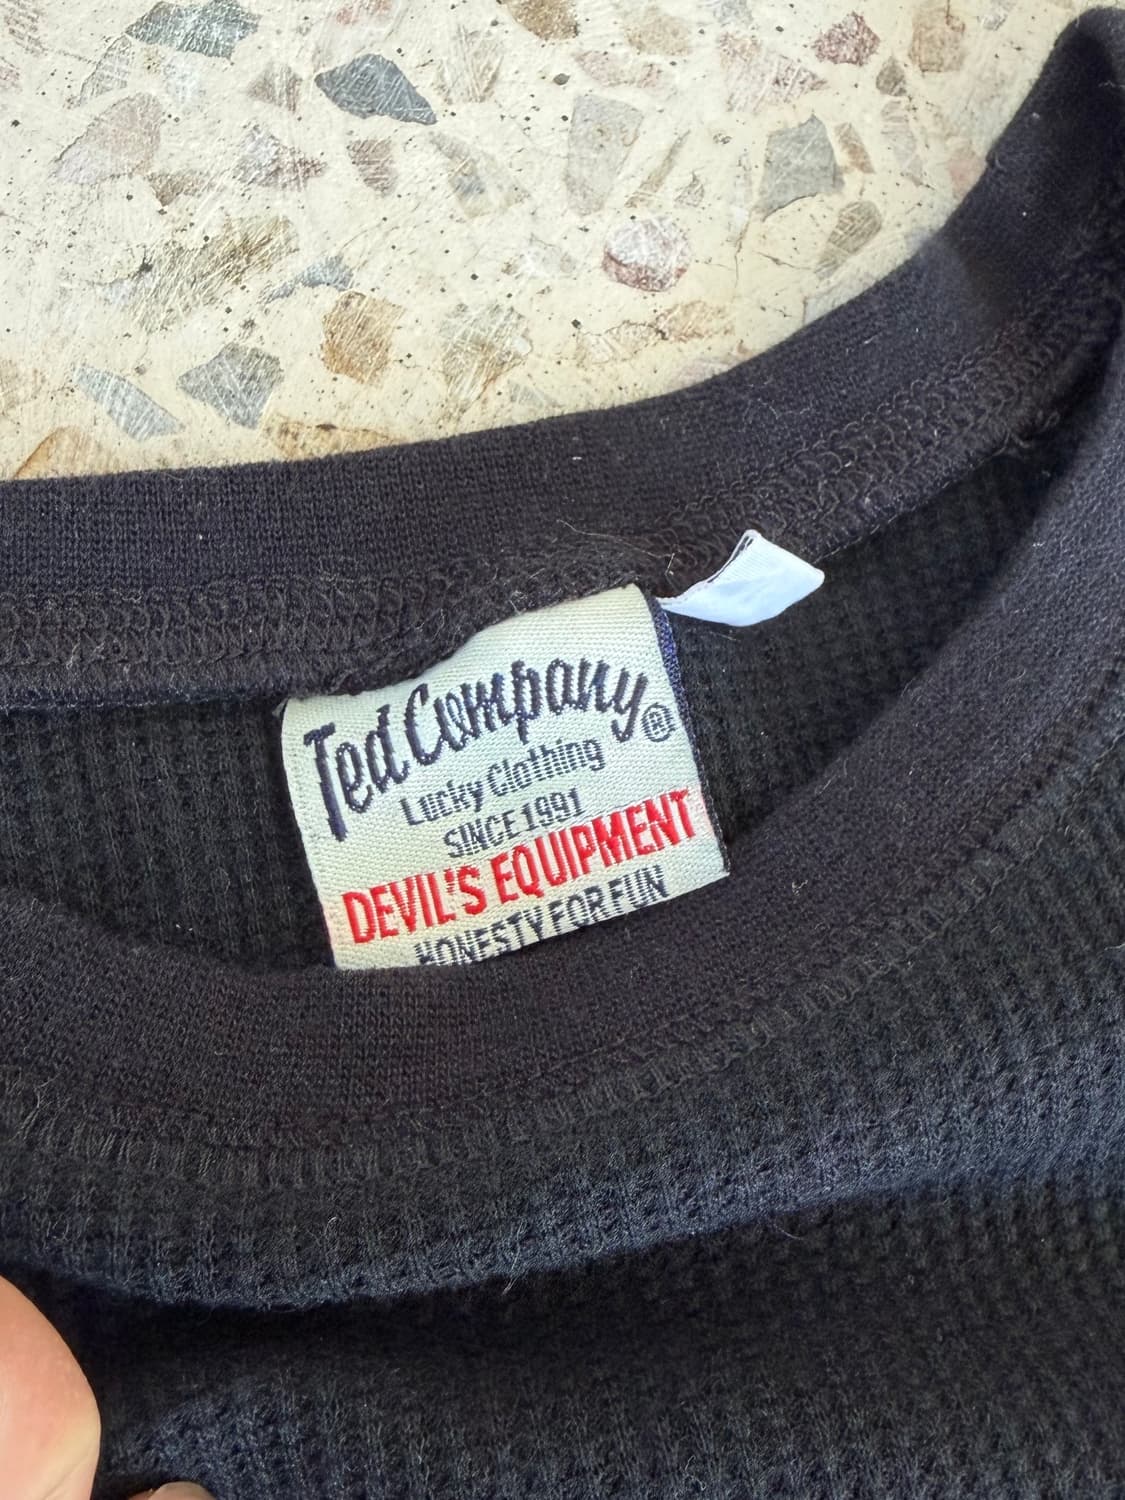 Ted Company®
Lucky Clothing
SINCE 1991
DEVIL'S EQUIPMENT
HONESTY FOR FUN